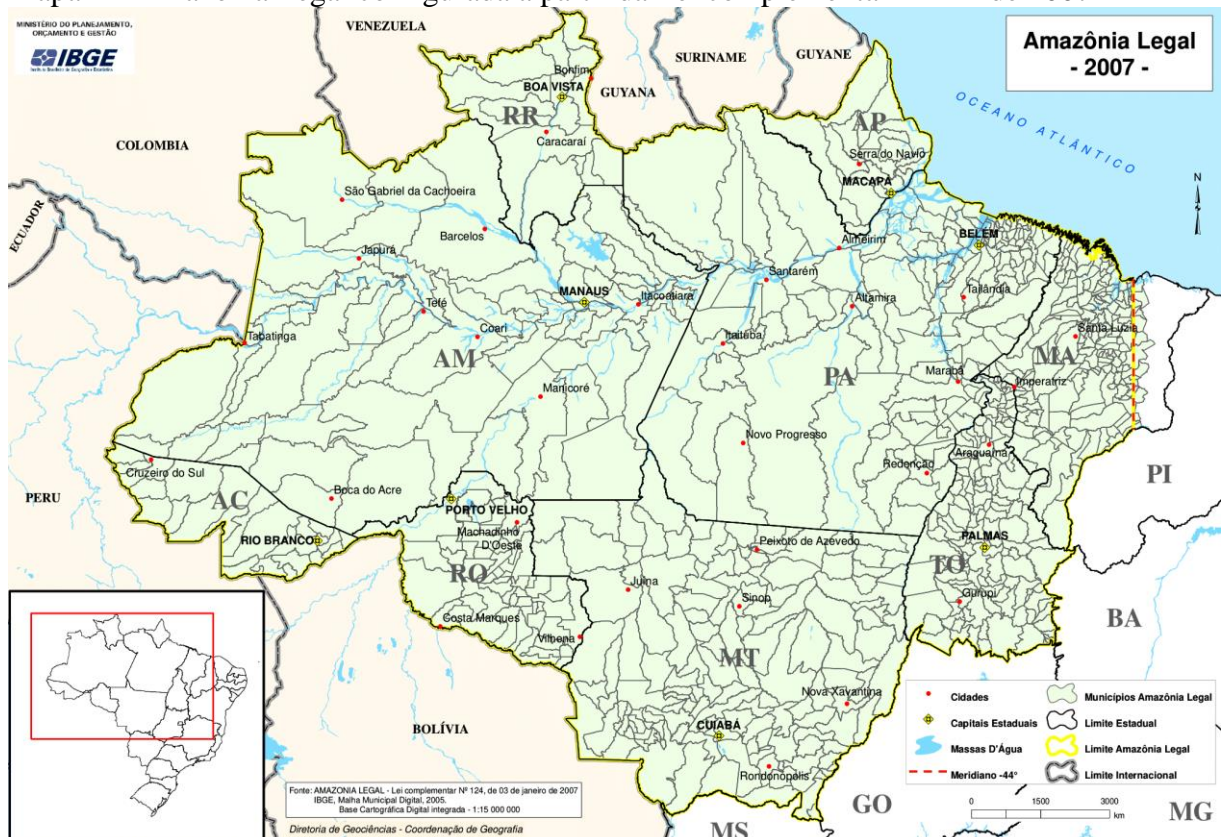 MINISTÉRIO DO PLANEJAMENTO,
ORÇAMENTO E GESTÃO
IBGE
Amazônia Legal
- 2007 -
VENEZUELA
SURINAME
GUYANE
GUYANA
COLOMBIA
ECUADOR
PERU
BOLÍVIA
OCEANO ATLÂNTICO
N
Bonfim
BOA VISTA
RR
Caracaraí
AP
Serra do Navio
MACAPÁ
São Gabriel da Cachoeira
Barcelos
Almeirim
BELÉM
Japurá
Santarém
MANAUS
Itacoatiara
Altamira
Tailândia
Tefé
Coari
Tabatinga
AM
Itaituba
Santa Luzia
MA
PA
Marabá
Imperatriz
Manicoré
Novo Progresso
Araguaína
Redenção
Cruzeiro do Sul
AC
Boca do Acre
PI
PORTO VELHO
Machadinho
D'Oeste
RIO BRANCO
RO
Peixoto de Azevedo
PALMAS
TO
Juína
Sinop
Gurupi
BA
Costa Marques
Vilhena
MT
Nova Xavantina
CUIABÁ
Rondonópolis
GO
MS
MG
Cidades
Capitais Estaduais
Massas D'Água
Meridiano -44°
Municípios Amazônia Legal
Limite Estadual
Limite Amazônia Legal
Limite Internacional
0 1500 3000
km
Fonte: AMAZONIA LEGAL - Lei complementar Nº 124, de 03 de janeiro de 2007
IBGE, Malha Municipal Digital, 2005.
Base Cartográfica Digital integrada - 1:15 000 000
Diretoria de Geociências - Coordenação de Geografia